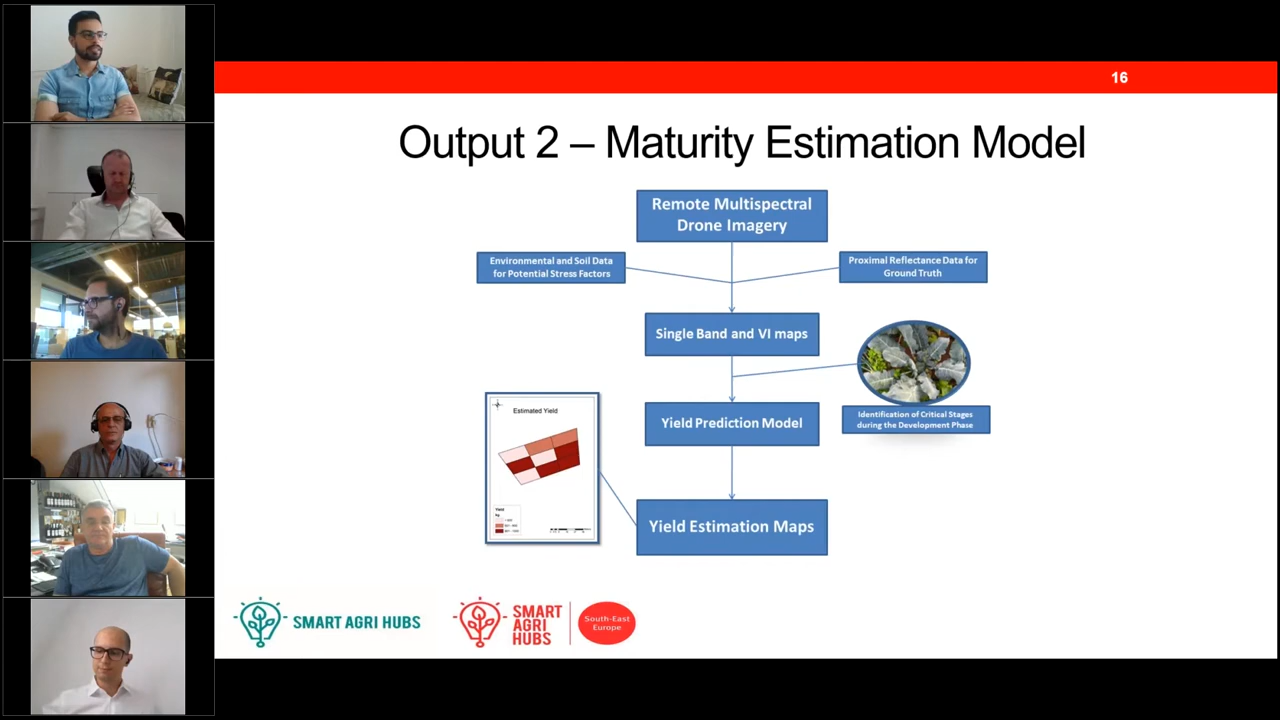 16
Output 2 – Maturity Estimation Model
Remote Multispectral
Drone Imagery
Environmental and Soil Data
for Potential Stress Factors
Proximal Reflectance Data for
Ground Truth
Single Band and VI maps
Identification of Critical Stages
during the Development Phase
Yield Prediction Model
Estimated Yield
Yield
kg
Yield Estimation Maps
SMART AGRI HUBS
SMART
AGRI
HUBS
South-East
Europe